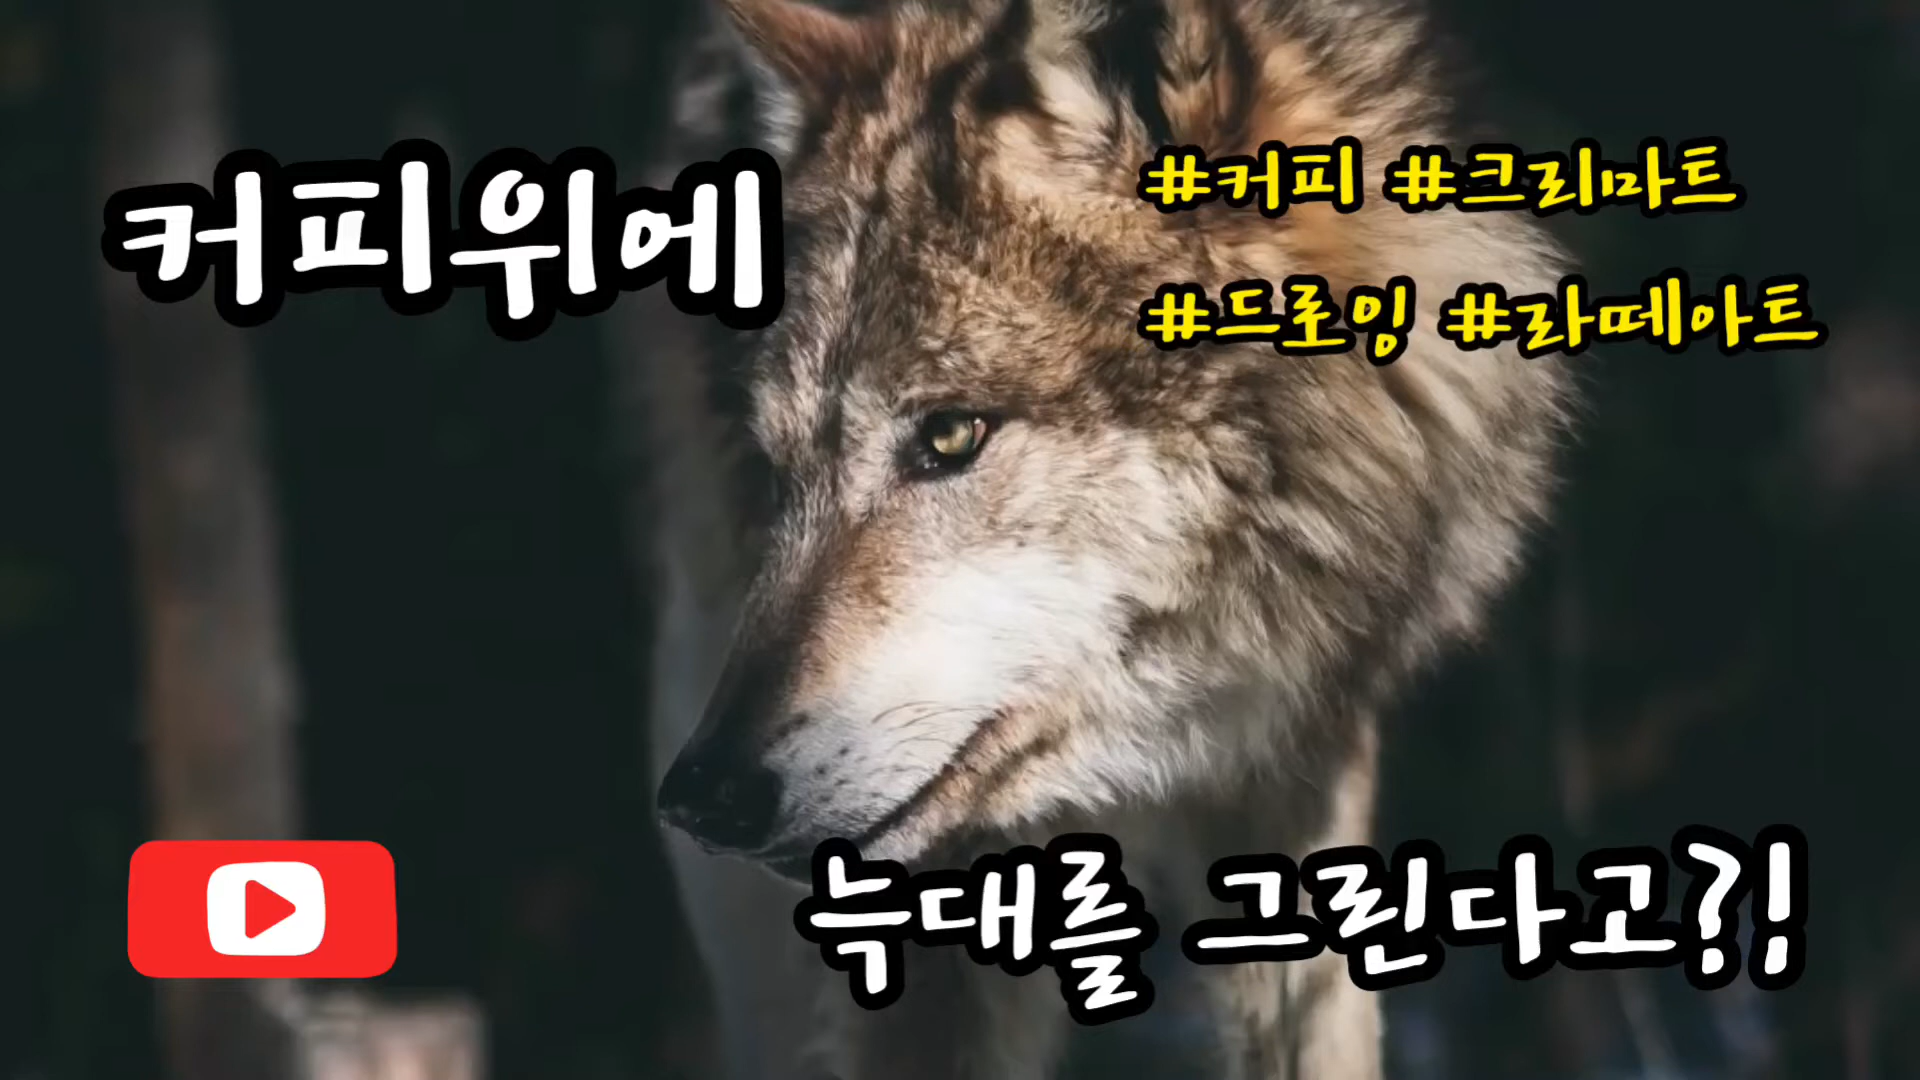 커피위에
#커피 #크리마트
#드로잉 #라떼아트
늑대를 그린다고?!